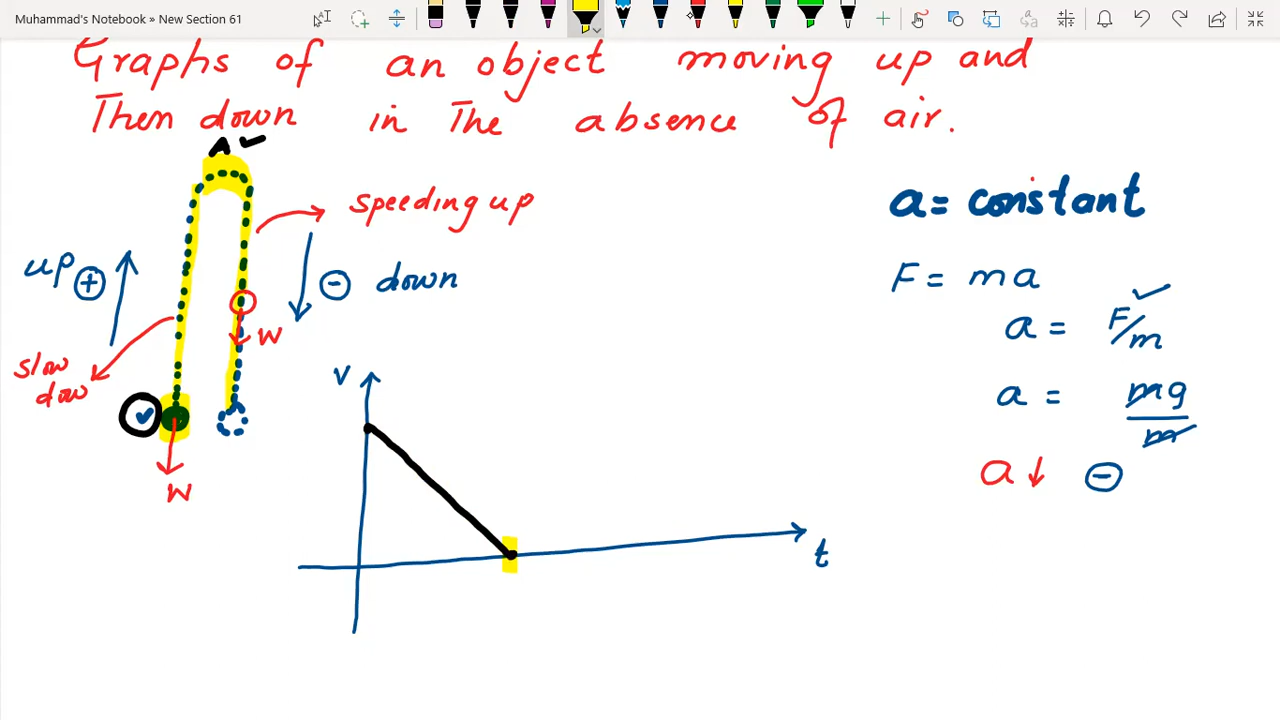 Muhammad's Notebook » New Section 61
Graphs of an object moving up and
Then down in The absence of air.
A
speeding up
a = constant
up +
- down
F = ma
a = F/m
W
slow
dow
V
a = mg/m
a↓ -
W
t